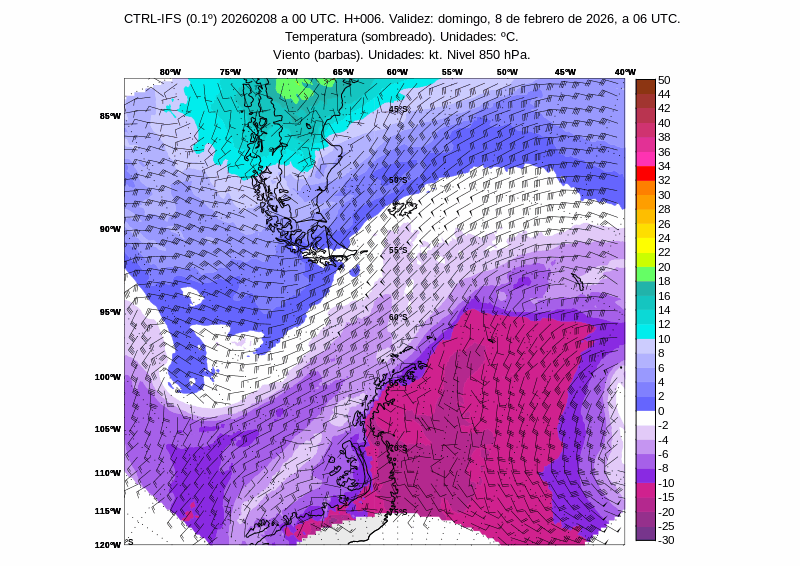 CTRL-IFS (0.1º) 20260208 a 00 UTC. H+006. Validez: domingo, 8 de febrero de 2026, a 06 UTC.
Temperatura (sombreado). Unidades: ºC.
Viento (barbas). Unidades: kt. Nivel 850 hPa.
80°W 75°W 70°W 65°W 60°W 55°W 50°W 45°W 40°W
85°W
90°W
95°W
100°W
105°W
110°W
115°W
120°W
45°S
50°S
55°S
60°S
65°S
70°S
75°S
°S
50
44
42
40
38
36
34
32
30
28
26
24
22
20
18
16
14
12
10
8
6
4
2
0
-2
-4
-6
-8
-10
-15
-20
-25
-30